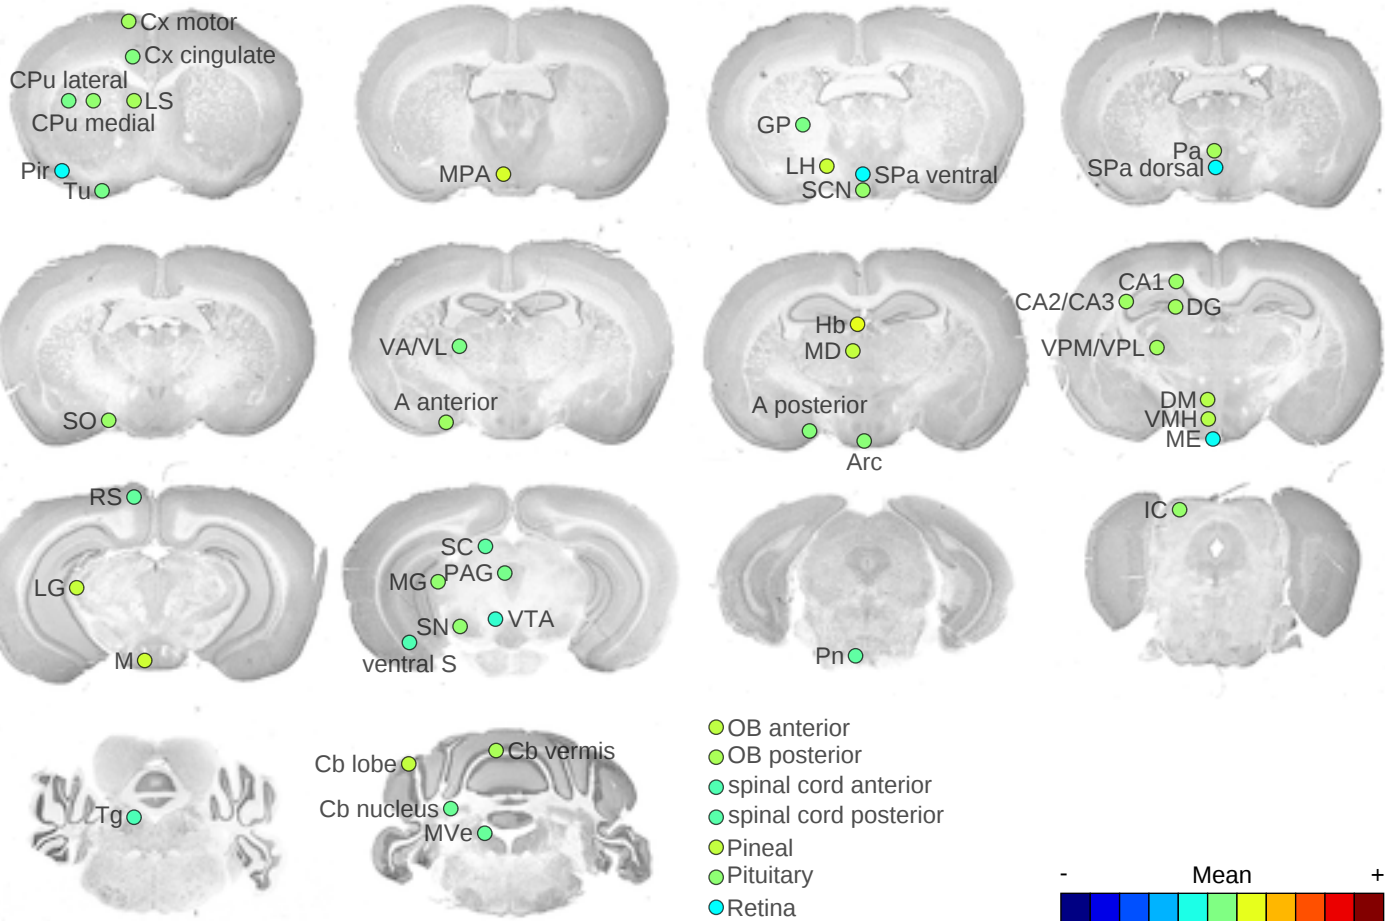 Cx motor
Cx cingulate
CPu lateral
LS
CPu medial
Pir
Tu
MPA
GP
LH
SPa ventral
SCN
Pa
SPa dorsal
SO
VA/VL
A anterior
Hb
MD
A posterior
Arc
CA1
CA2/CA3
DG
VPM/VPL
DM
VMH
ME
RS
LG
M
SC
MG
PAG
SN
VTA
ventral S
Pn
IC
Tg
Cb lobe
Cb vermis
Cb nucleus
MVe
OB anterior
OB posterior
spinal cord anterior
spinal cord posterior
Pineal
Pituitary
Retina
- Mean +